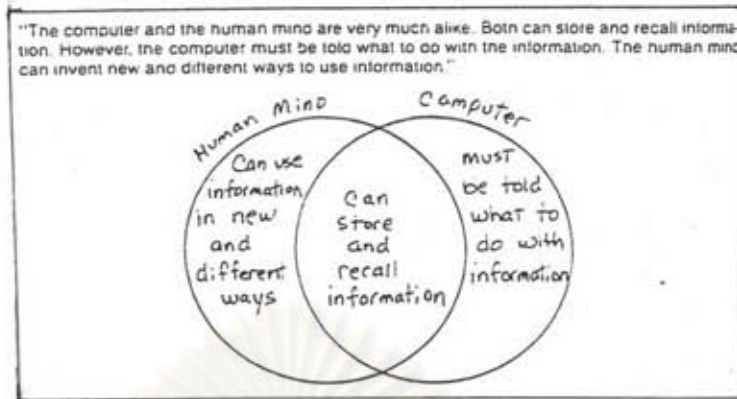 "The computer and the human mind are very much alike. Both can store and recall informa-
tion. However, the computer must be told what to do with the information. The human mind
can invent new and different ways to use information."
Human Mind
Computer
Can use
information
in new
and
different
ways
Can
store
and
recall
information
must
be told
what to
do with
information